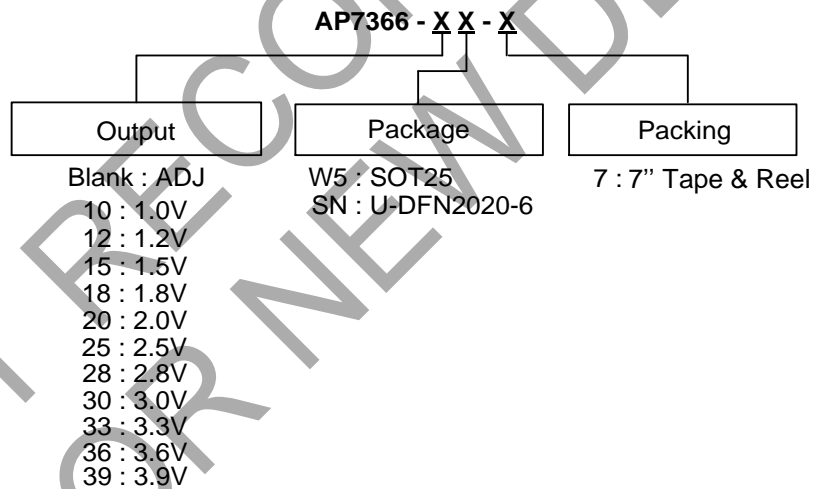 AP7366 - X X - X
Output
Package
Packing
Blank : ADJ
10 : 1.0V
12 : 1.2V
15 : 1.5V
18 : 1.8V
20 : 2.0V
25 : 2.5V
28 : 2.8V
30 : 3.0V
33 : 3.3V
36 : 3.6V
39 : 3.9V
W5 : SOT25
SN : U-DFN2020-6
7 : 7'' Tape & Reel